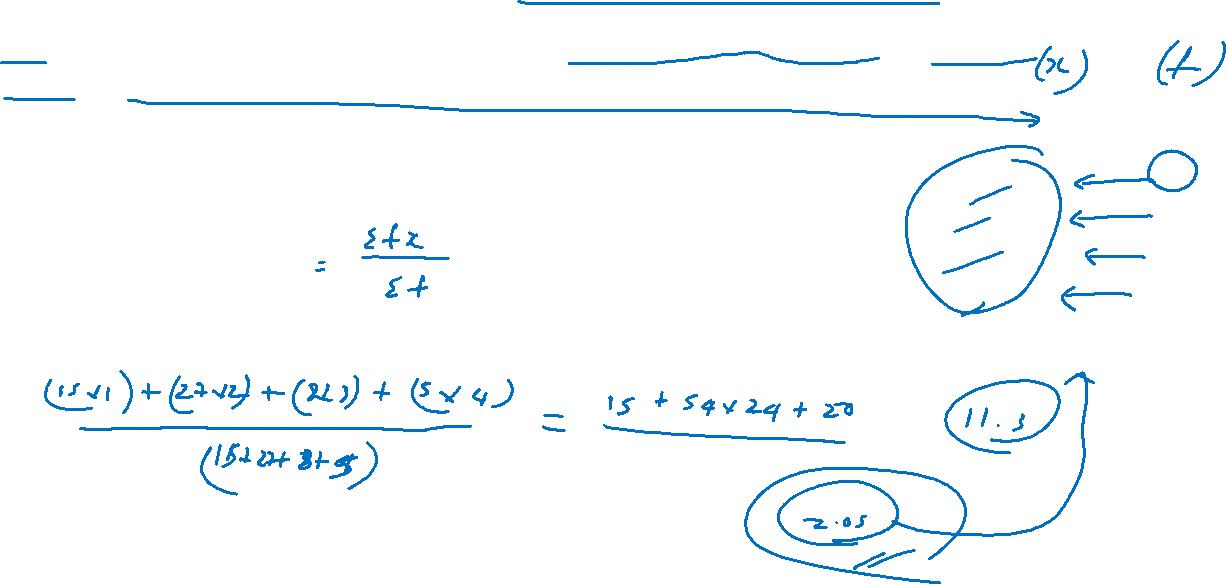 (x) (f)
= Σfx
Σf
(15×1) + (27×2) + (8×3) + (5×4) = 15 + 54 × 24 + 20
(15+27+8+5)
11.3
2.05